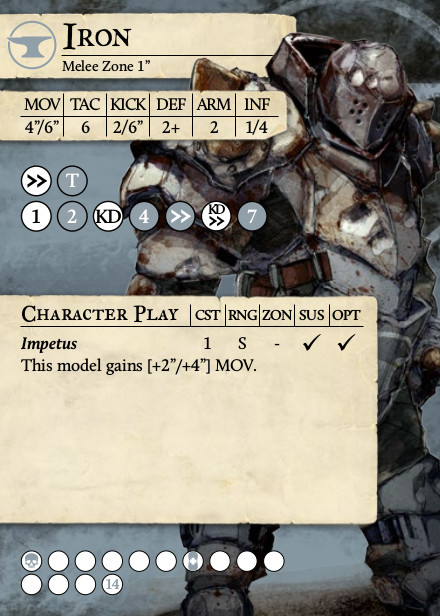 Iron
Melee Zone 1”
MOV TAC KICK DEF ARM INF
4”/6” 6 2/6” 2+ 2 1/4
>> T
1 2 KD 4 >> KD >> 7
Character Play CST RNG ZON SUS OPT
Impetus 1 S - ✓ ✓
This model gains [+2”/+4”] MOV.
14